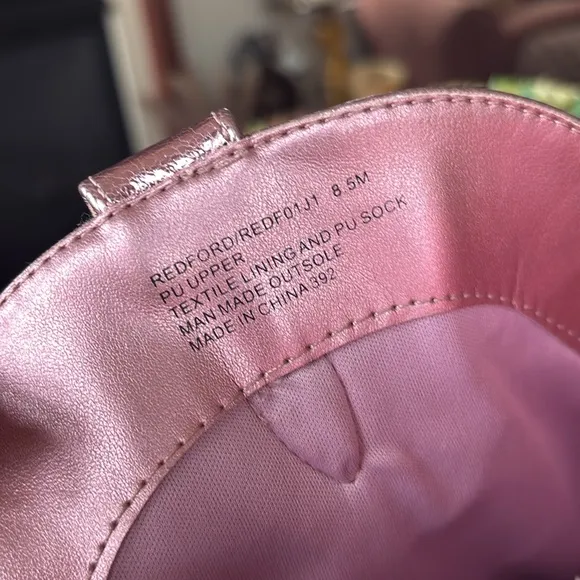 REDFORD/REDF01J1 8.5M
PU UPPER
TEXTILE LINING AND PU SOCK
MAN MADE OUTSOLE
MADE IN CHINA 392